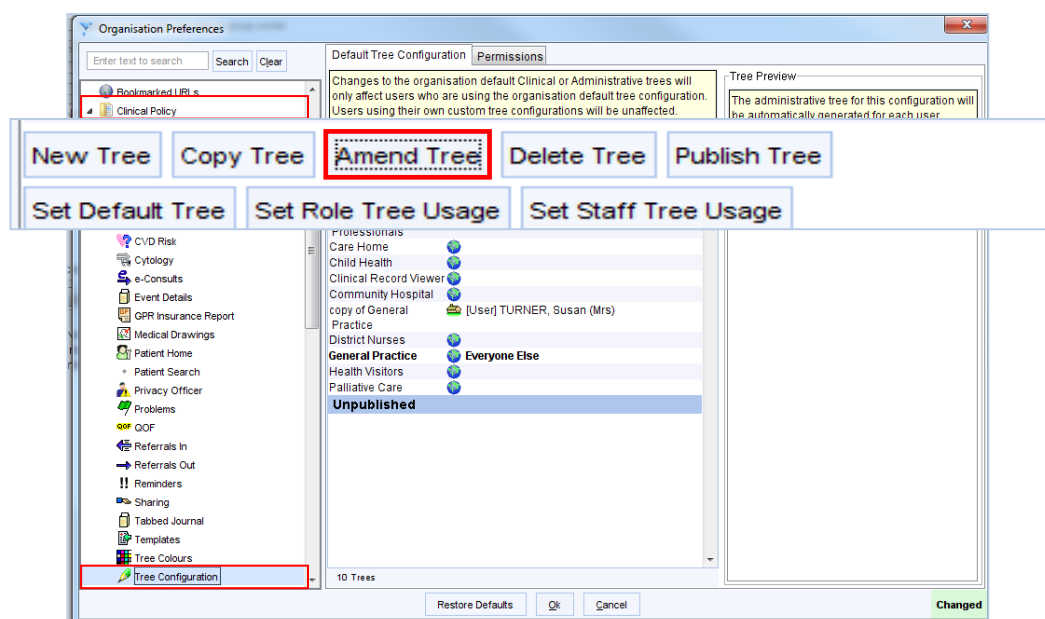 Organisation Preferences
X
Enter text to search Search Clear
Bookmarked URLs
Clinical Policy
Default Tree Configuration Permissions
Changes to the organisation default Clinical or Administrative trees will
only affect users who are using the organisation default tree configuration.
Users using their own custom tree configurations will be unaffected.
Tree Preview
The administrative tree for this configuration will
be automatically generated for each user
New Tree Copy Tree Amend Tree Delete Tree Publish Tree
Set Default Tree Set Role Tree Usage Set Staff Tree Usage
CVD Risk
Cytology
e-Consults
Event Details
GPR Insurance Report
Medical Drawings
Patient Home
Patient Search
Privacy Officer
Problems
QOF QOF
Referrals In
Referrals Out
!! Reminders
Sharing
Tabbed Journal
Templates
Tree Colours
Tree Configuration
Professionals
Care Home
Child Health
Clinical Record Viewer
Community Hospital
copy of General [User] TURNER, Susan (Mrs)
Practice
District Nurses
General Practice Everyone Else
Health Visitors
Palliative Care
Unpublished
10 Trees
Restore Defaults Ok Cancel
Changed